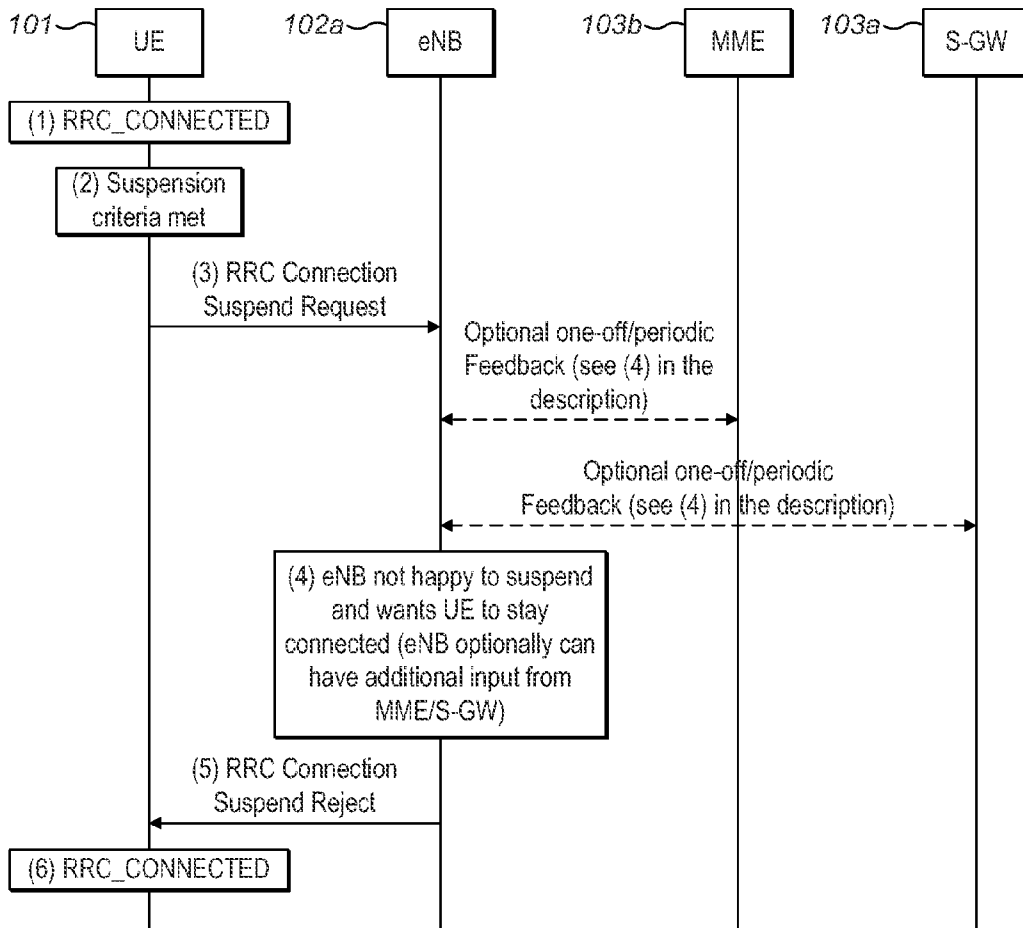 101 UE 102a eNB 103b MME 103a S-GW
(1) RRC_CONNECTED
(2) Suspension
criteria met
(3) RRC Connection
Suspend Request
Optional one-off/periodic
Feedback (see (4) in the
description)
Optional one-off/periodic
Feedback (see (4) in the description)
(4) eNB not happy to suspend
and wants UE to stay
connected (eNB optionally can
have additional input from
MME/S-GW)
(5) RRC Connection
Suspend Reject
(6) RRC_CONNECTED